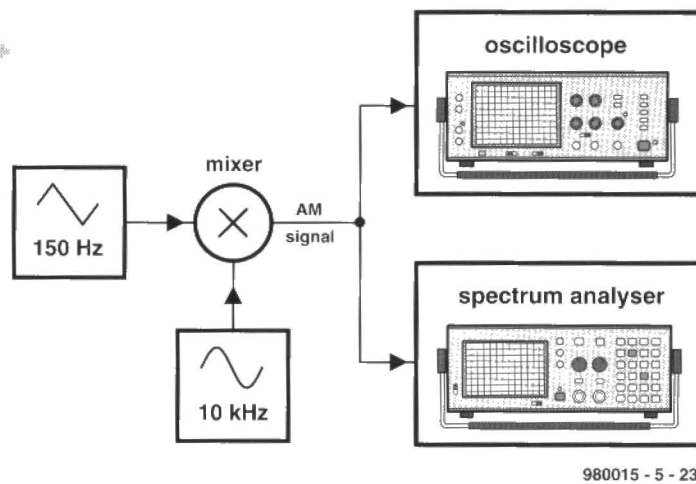 oscilloscope
mixer
150 Hz
AM
signal
10 kHz
spectrum analyser
980015 - 5 - 23